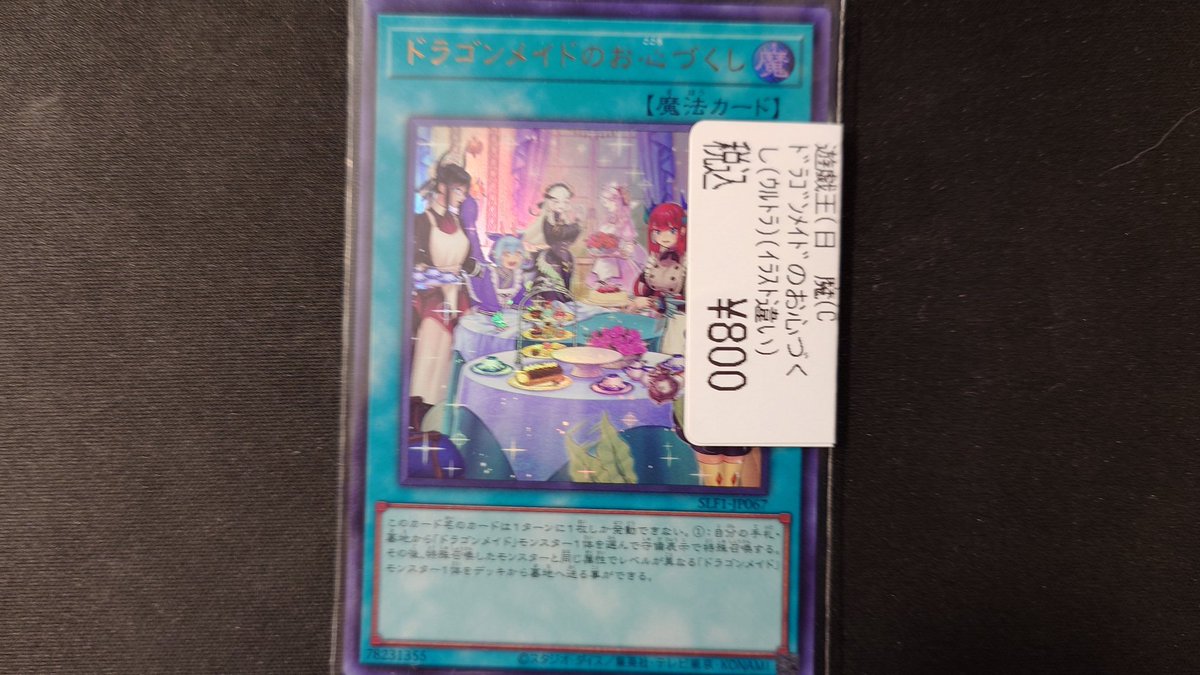 ドラゴンメイドのお心づくし
こころ
魔
【魔法カード】
遊戯王(日 魔(C
ドラゴンメイドのお心づく
し(ウルトラ)(イラスト違い)
税込
¥800
SLF1-JP067
このカード名のカードは1ターンに1枚しか発動できない。①:自分の手札・
墓地から「ドラゴンメイド」モンスター1体を選んで守備表示で特殊召喚する。
その後、特殊召喚したモンスターと同じ属性でレベルが異なる「ドラゴンメイド」
モンスター1体をデッキから墓地へ送る事ができる。
78231355
©スタジオ・ダイス/集英社・テレビ東京・KONAMI